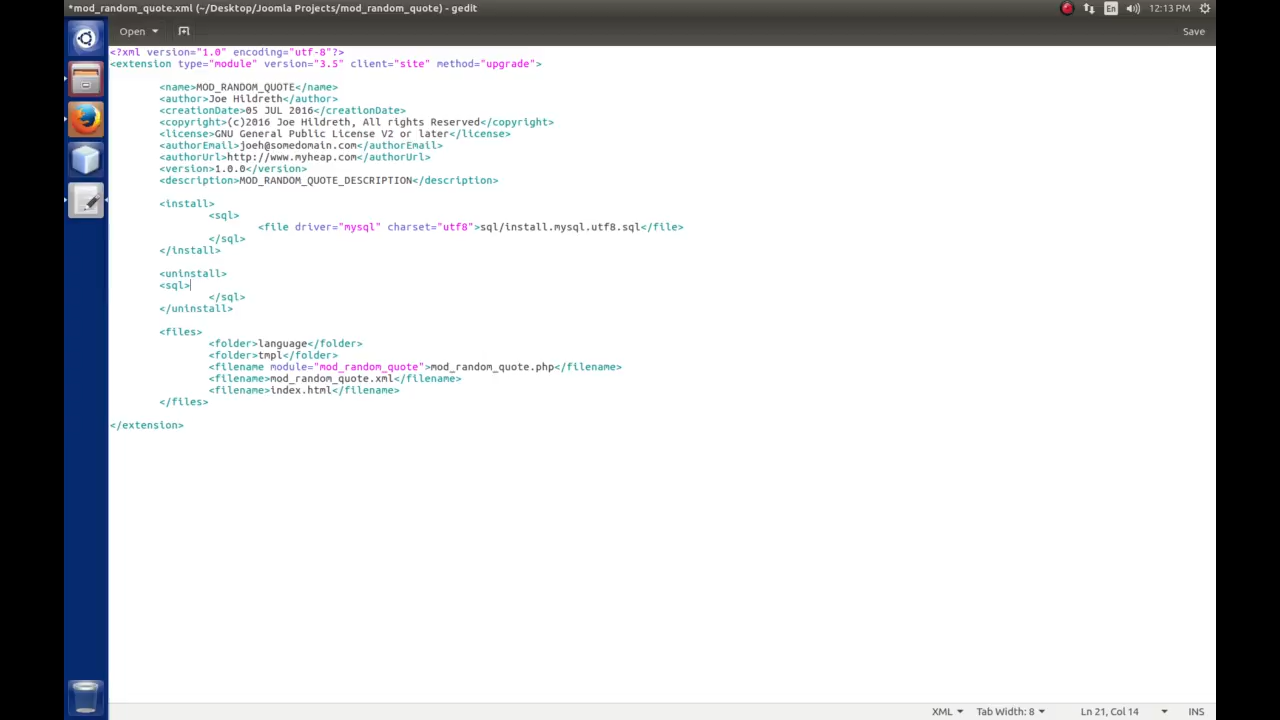 *mod_random_quote.xml (~/Desktop/Joomla Projects/mod_random_quote) - gedit
En
12:13 PM
Open
Save
<?xml version="1.0" encoding="utf-8"?>
<extension type="module" version="3.5" client="site" method="upgrade">
<name>MOD_RANDOM_QUOTE</name>
<author>Joe Hildreth</author>
<creationDate>05 JUL 2016</creationDate>
<copyright>(c)2016 Joe Hildreth, All rights Reserved</copyright>
<license>GNU General Public License V2 or later</license>
<authorEmail>joeh@somedomain.com</authorEmail>
<authorUrl>http://www.myheap.com</authorUrl>
<version>1.0.0</version>
<description>MOD_RANDOM_QUOTE_DESCRIPTION</description>
<install>
<sql>
<file driver="mysql" charset="utf8">sql/install.mysql.utf8.sql</file>
</sql>
</install>
<uninstall>
<sql>
</sql>
</uninstall>
<files>
<folder>language</folder>
<folder>tmpl</folder>
<filename module="mod_random_quote">mod_random_quote.php</filename>
<filename>mod_random_quote.xml</filename>
<filename>index.html</filename>
</files>
</extension>
XML
Tab Width: 8
Ln 21, Col 14
INS